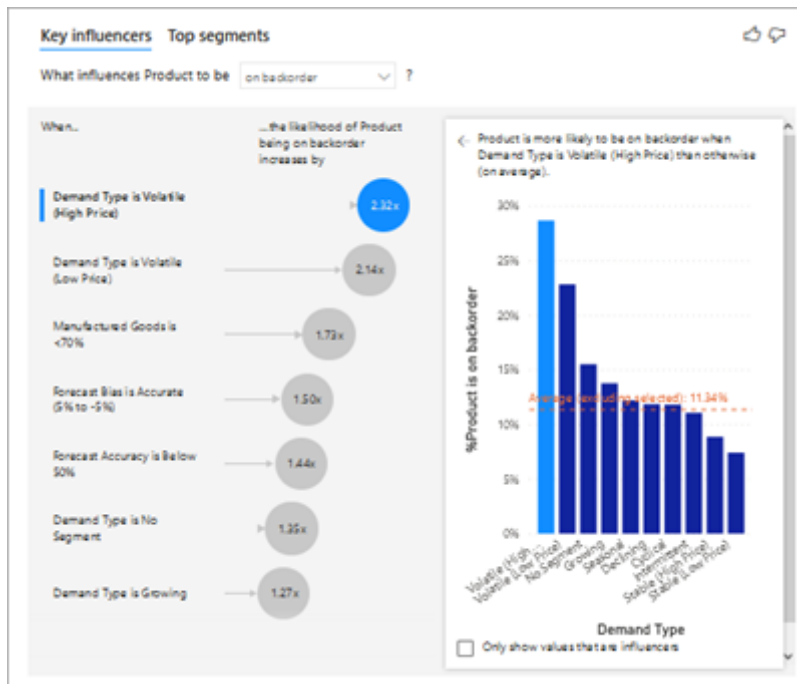 Key influencers Top segments
What influences Product to be on backorder ?
When...
...the likelihood of Product
being on backorder
increases by
Demand Type is Volatile
(High Price)
2.32x
Demand Type is Volatile
(Low Price)
2.14x
Manufactured Goods is
<70%
1.73x
Forecast Bias is Accurate
(5% to -5%)
1.50x
Forecast Accuracy is Below
50%
1.44x
Demand Type is No
Segment
1.35x
Demand Type is Growing
1.27x
Product is more likely to be on backorder when
Demand Type is Volatile (High Price) than otherwise
(on average).
%Product is on backorder
30%
25%
20%
15%
10%
5%
0%
Average (excluding selected): 11.34%
Volatile (High ...
Volatile (Low Price)
No Segment
Growing
Seasonal
Declining
Cyclical
Intermittent
Stable (High Price)
Stable (Low Price)
Demand Type
Only show values that are influencers